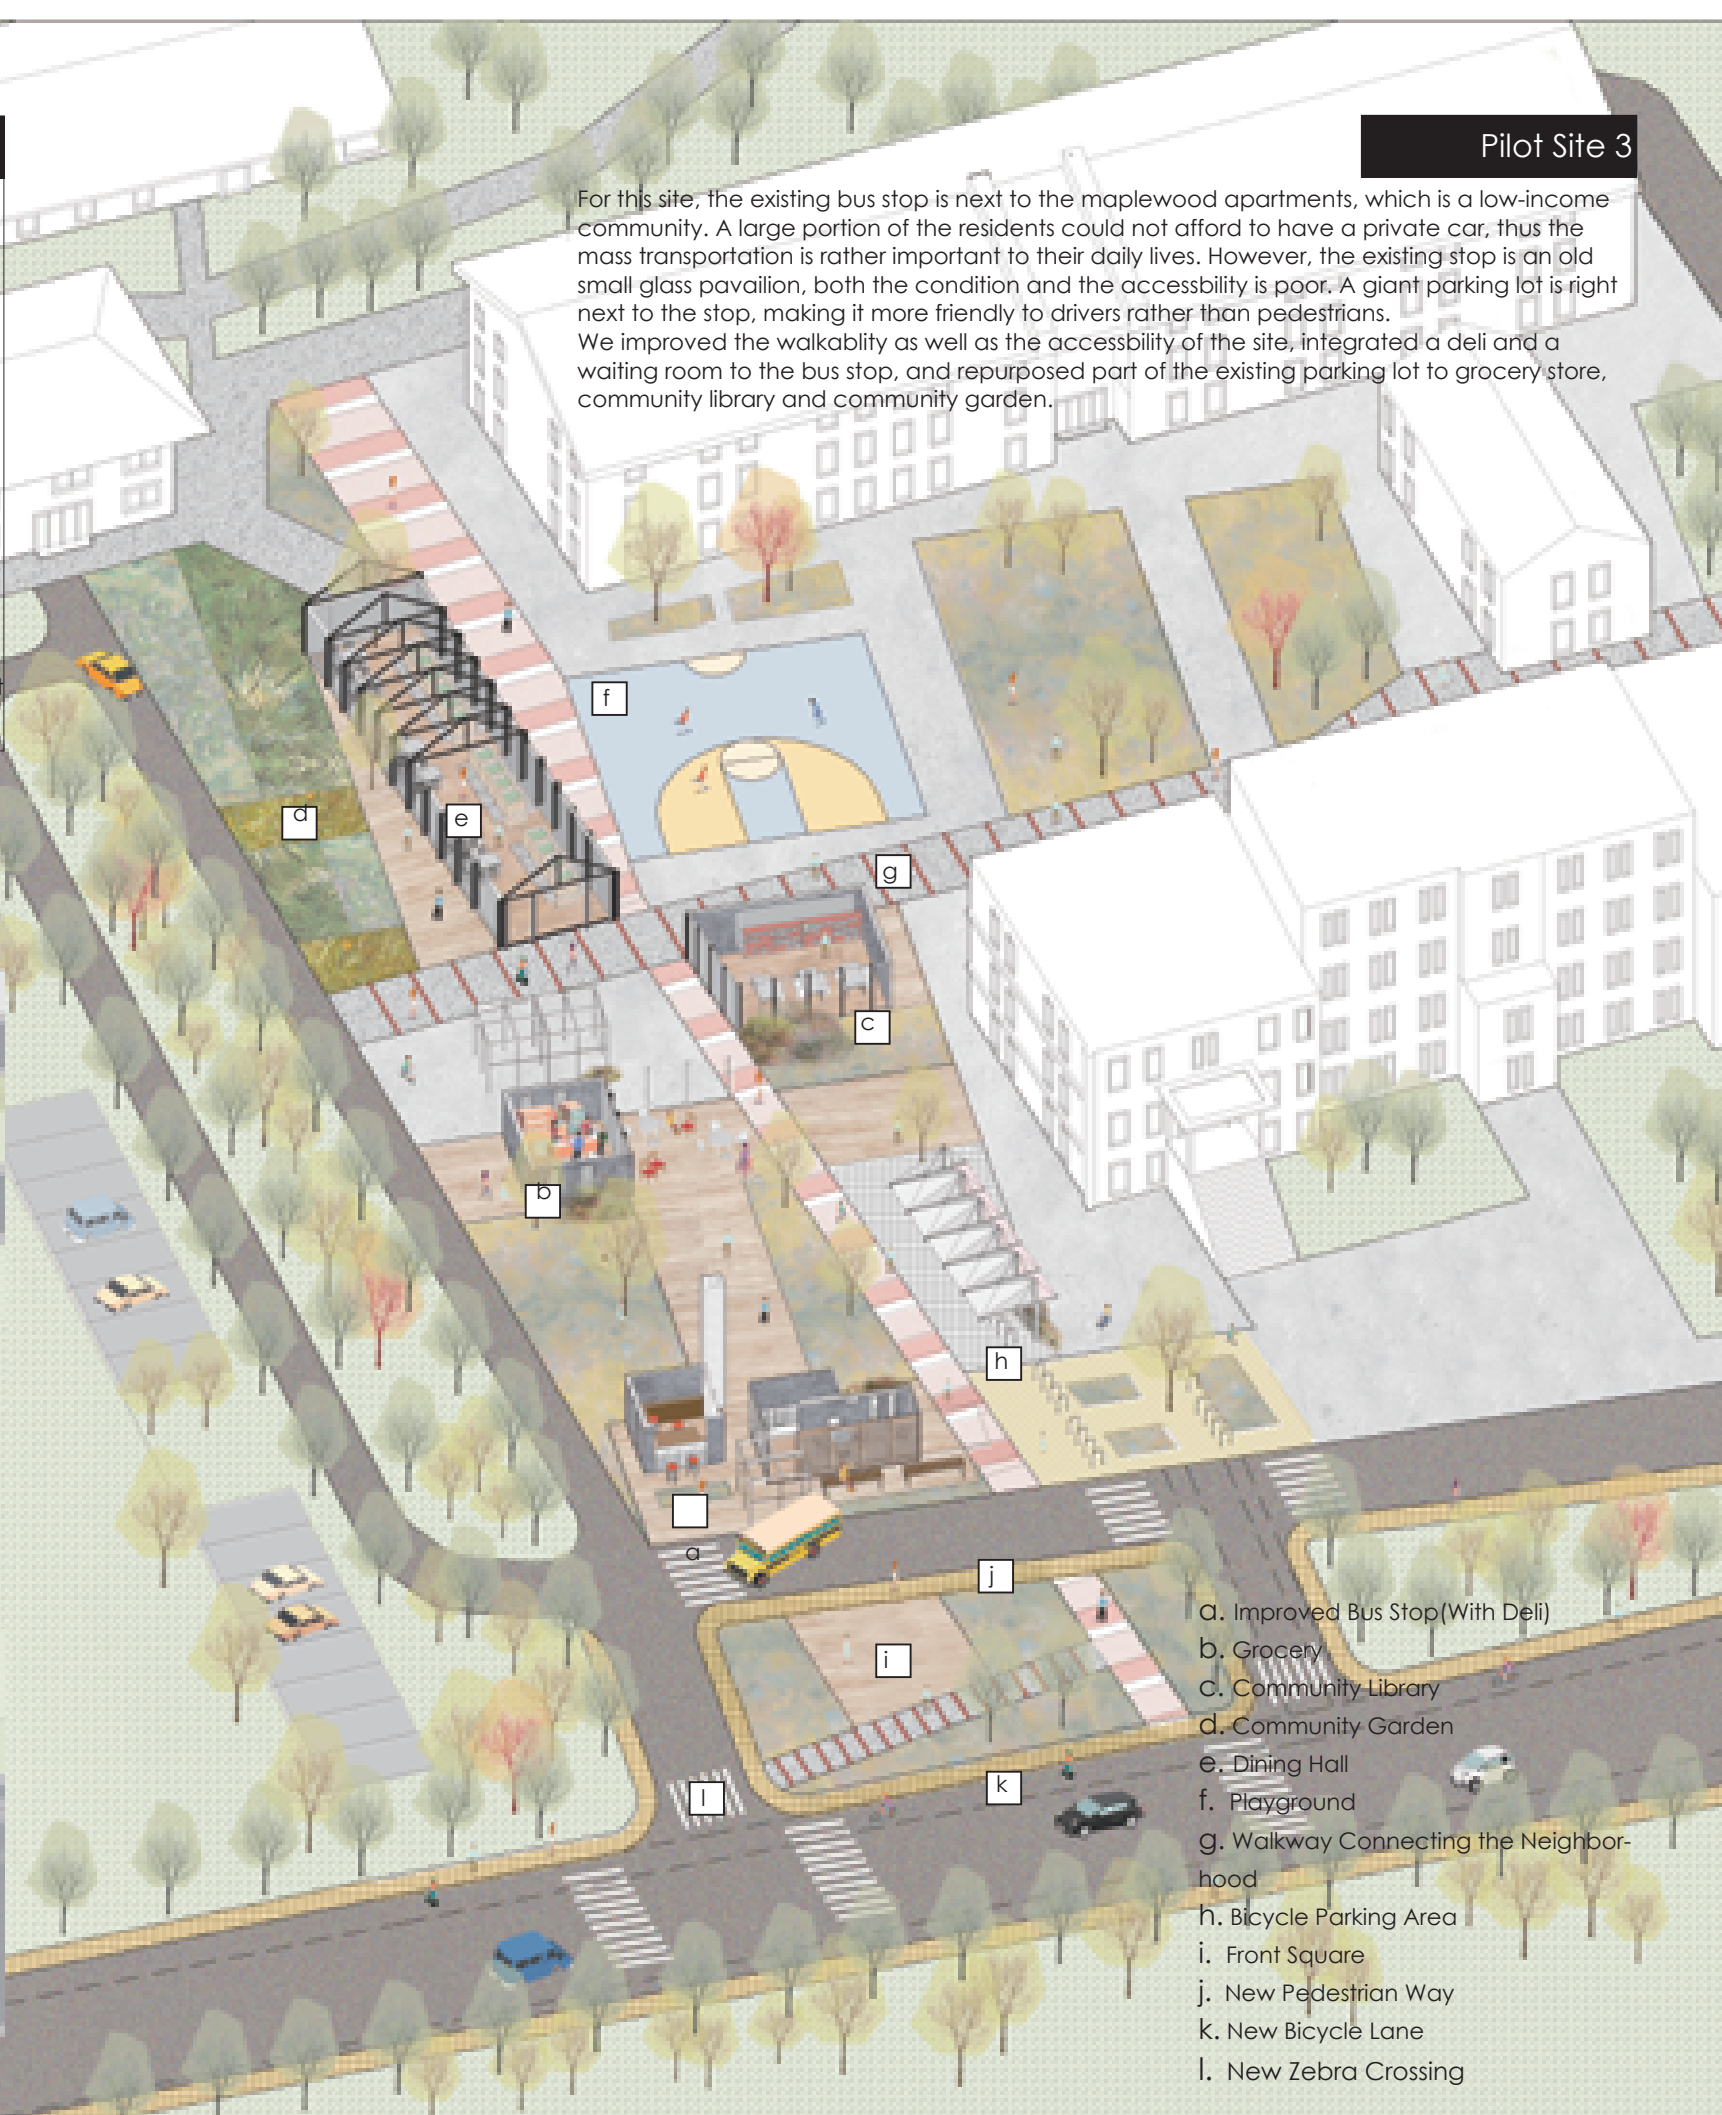 Pilot Site 3
For this site, the existing bus stop is next to the maplewood apartments, which is a low-income
community. A large portion of the residents could not afford to have a private car, thus the
mass transportation is rather important to their daily lives. However, the existing stop is an old
small glass pavailion, both the condition and the accessbility is poor. A giant parking lot is right
next to the stop, making it more friendly to drivers rather than pedestrians.
We improved the walkablity as well as the accessbility of the site, integrated a deli and a
waiting room to the bus stop, and repurposed part of the existing parking lot to grocery store,
community library and community garden.
f
d
e
g
c
b
h
a
j
i
k
l
a. Improved Bus Stop(With Deli)
b. Grocery
c. Community Library
d. Community Garden
e. Dining Hall
f. Playground
g. Walkway Connecting the Neighbor-
hood
h. Bicycle Parking Area
i. Front Square
j. New Pedestrian Way
k. New Bicycle Lane
l. New Zebra Crossing